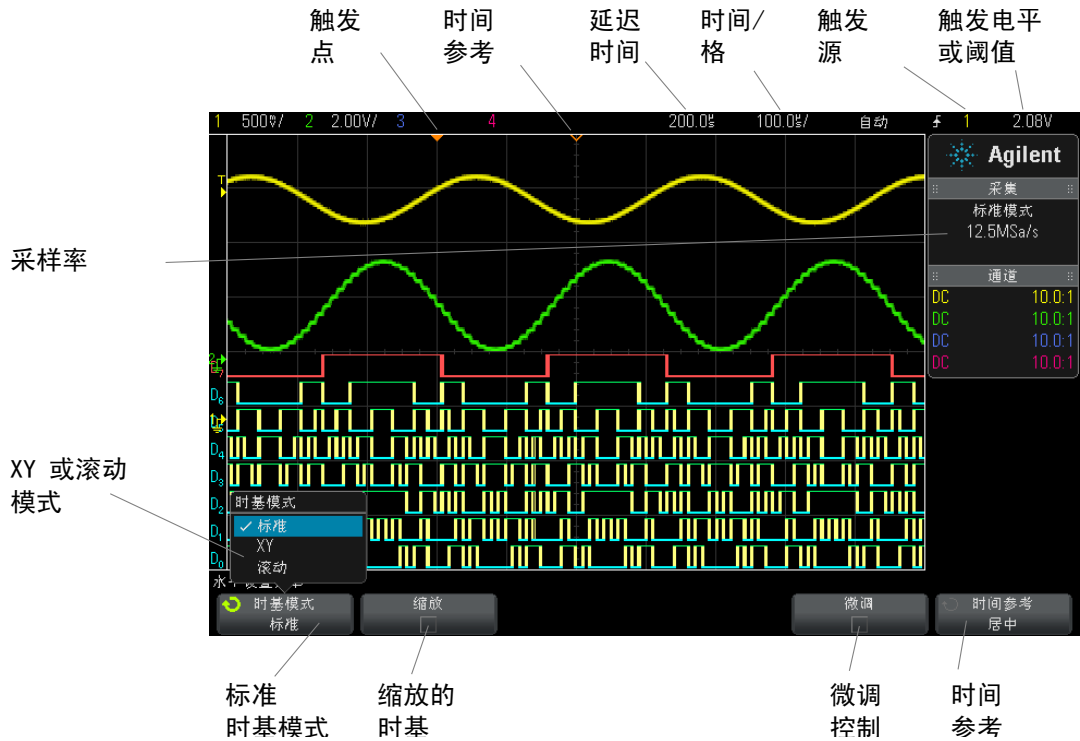 触发 时间 延迟 时间/ 触发 触发电平
点 参考 时间 格 源 或阈值
1 500mV/ 2 2.00V/ 3 4 200.0us 100.0us/ 自动 1 2.08V
Agilent
采集
标准模式
12.5MSa/s
采样率
通道
DC 10.0:1
DC 10.0:1
DC 10.0:1
DC 10.0:1
T
2
7
D6
D4
D3
D2
D1
D0
XY 或滚动
模式
时基模式
标准
XY
滚动
时基模式
标准
缩放
微调
时间参考
居中
标准 缩放的 微调 时间
时基模式 时基 控制 参考